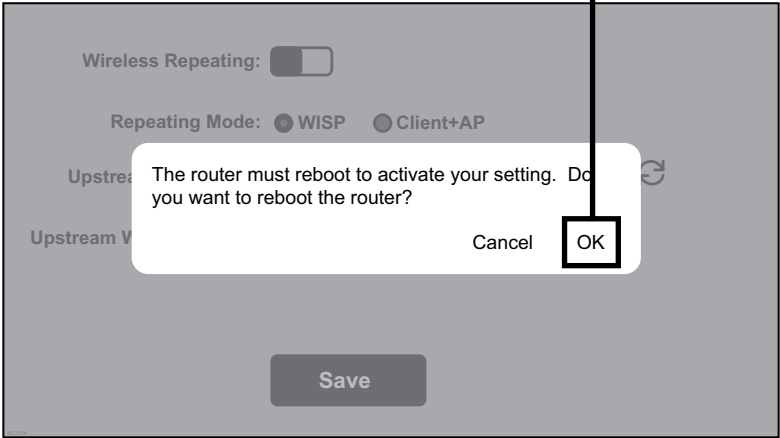 Wireless Repeating:
Repeating Mode: WISP Client+AP
Upstrea
The router must reboot to activate your setting. Do
you want to reboot the router?
Upstream W
Cancel OK
Save